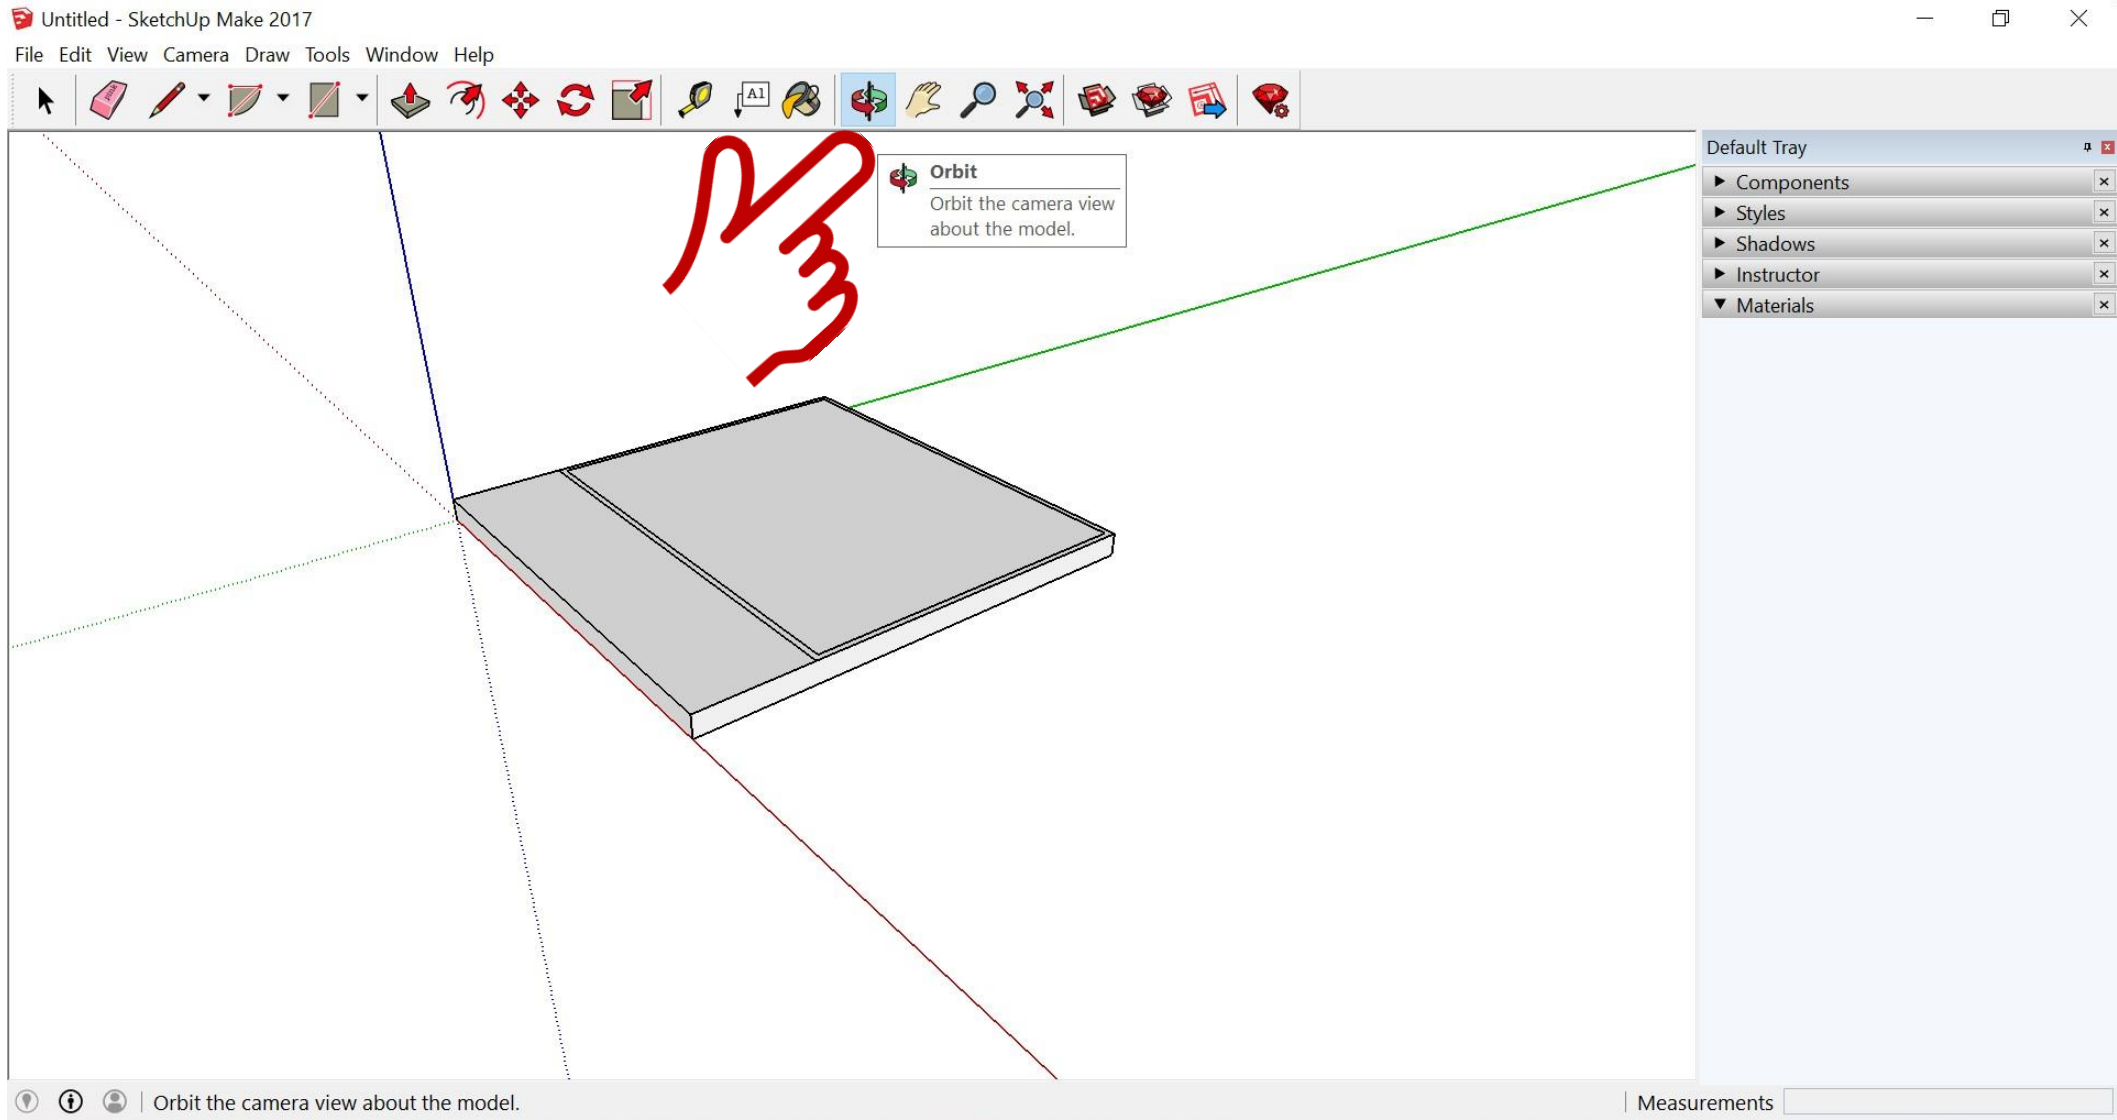 Untitled - SketchUp Make 2017
File Edit View Camera Draw Tools Window Help
A1
Orbit
Orbit the camera view
about the model.
Default Tray
Components
Styles
Shadows
Instructor
Materials
Orbit the camera view about the model.
Measurements